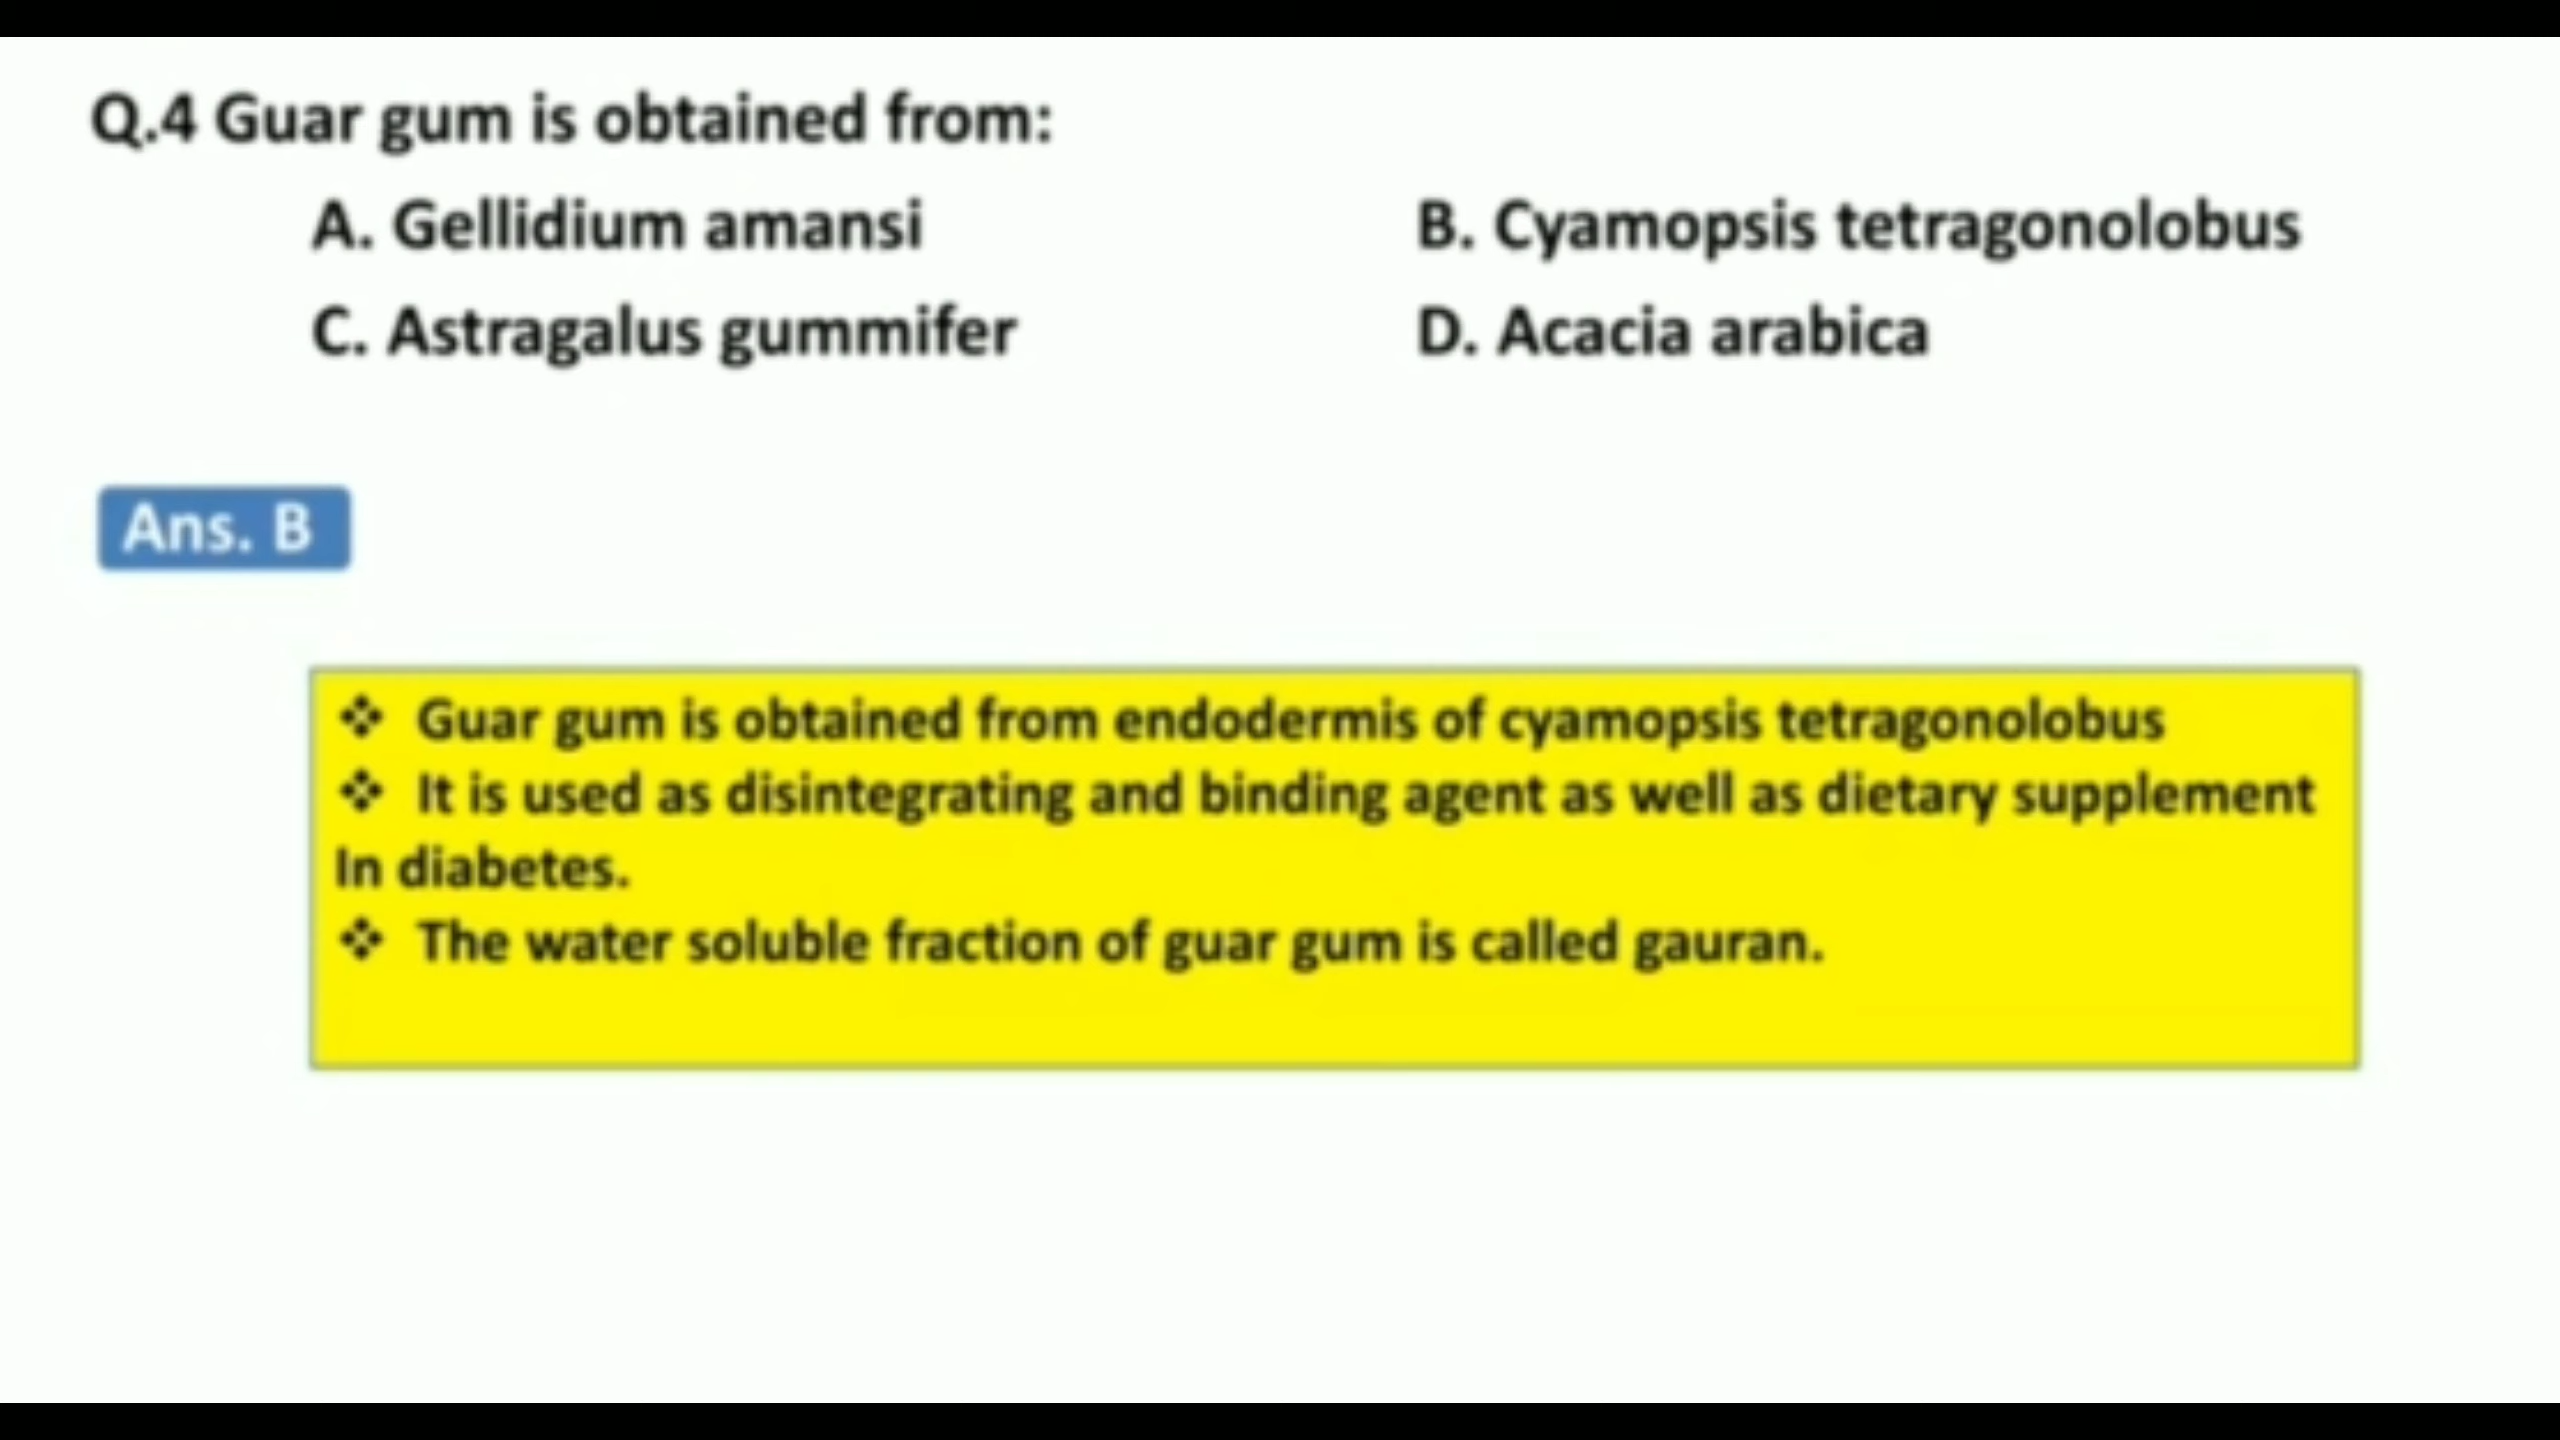 Q.4 Guar gum is obtained from:
A. Gellidium amansi B. Cyamopsis tetragonolobus
C. Astragalus gummifer D. Acacia arabica
Ans. B
❖ Guar gum is obtained from endodermis of cyamopsis tetragonolobus
❖ It is used as disintegrating and binding agent as well as dietary supplement
In diabetes.
❖ The water soluble fraction of guar gum is called gauran.